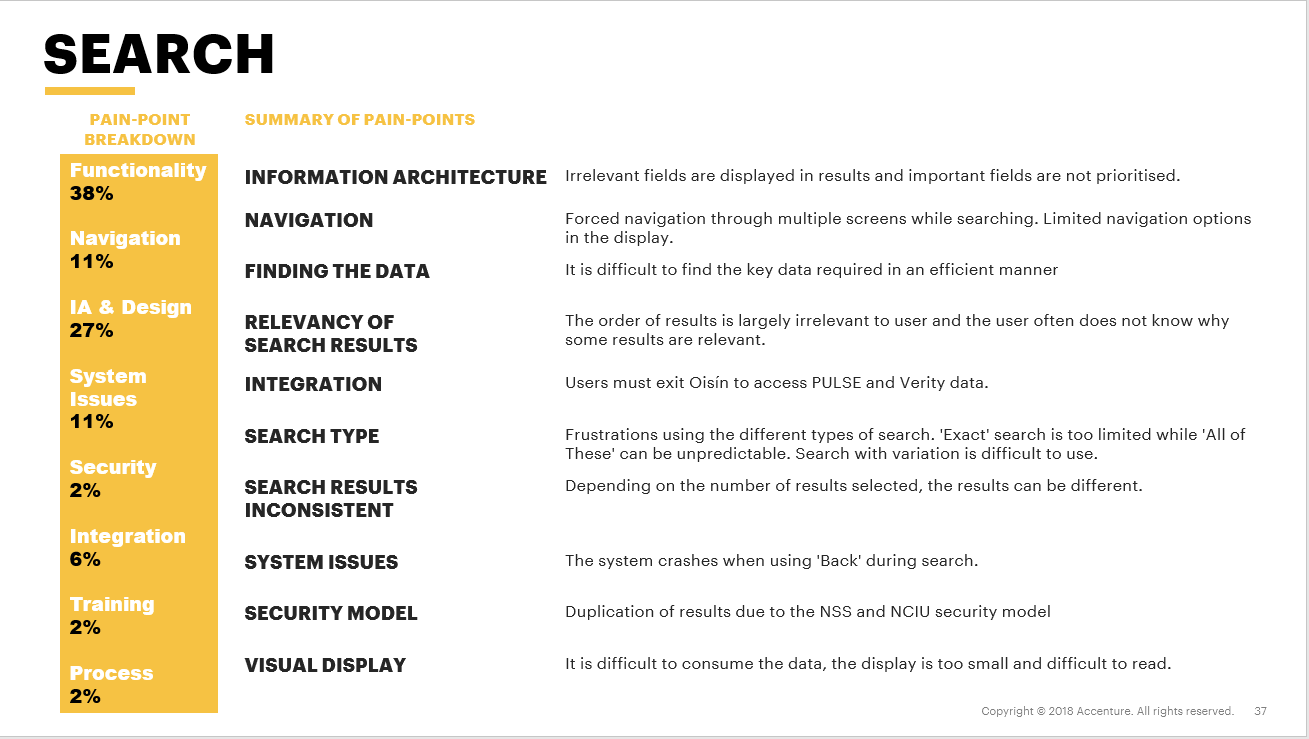 SEARCH
PAIN-POINT
BREAKDOWN
Functionality
38%
Navigation
11%
IA & Design
27%
System
Issues
11%
Security
2%
Integration
6%
Training
2%
Process
2%
SUMMARY OF PAIN-POINTS
INFORMATION ARCHITECTURE
Irrelevant fields are displayed in results and important fields are not prioritised.
NAVIGATION
Forced navigation through multiple screens while searching. Limited navigation options
in the display.
FINDING THE DATA
It is difficult to find the key data required in an efficient manner
RELEVANCY OF
SEARCH RESULTS
The order of results is largely irrelevant to user and the user often does not know why
some results are relevant.
INTEGRATION
Users must exit Oisín to access PULSE and Verity data.
SEARCH TYPE
Frustrations using the different types of search. 'Exact' search is too limited while 'All of
These' can be unpredictable. Search with variation is difficult to use.
SEARCH RESULTS
INCONSISTENT
Depending on the number of results selected, the results can be different.
SYSTEM ISSUES
The system crashes when using 'Back' during search.
SECURITY MODEL
Duplication of results due to the NSS and NCIU security model
VISUAL DISPLAY
It is difficult to consume the data, the display is too small and difficult to read.
Copyright © 2018 Accenture. All rights reserved. 37